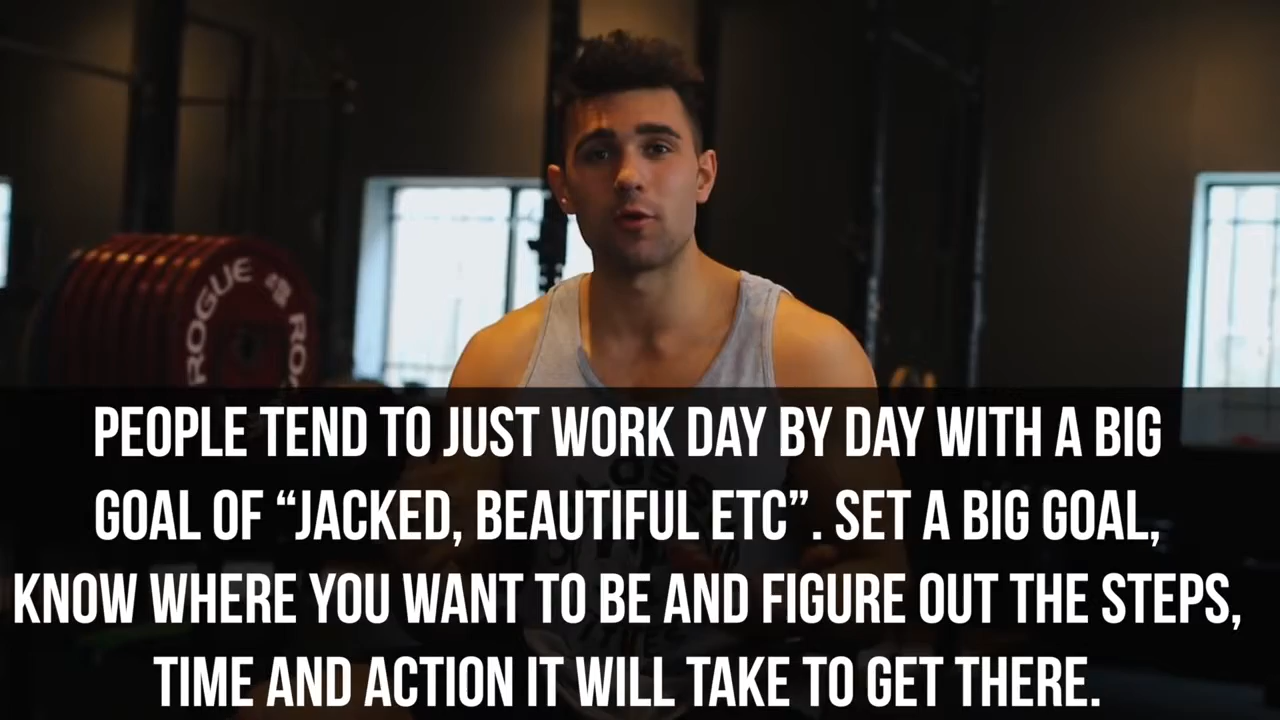 ROGUE
PEOPLE TEND TO JUST WORK DAY BY DAY WITH A BIG
GOAL OF “JACKED, BEAUTIFUL ETC”. SET A BIG GOAL,
KNOW WHERE YOU WANT TO BE AND FIGURE OUT THE STEPS,
TIME AND ACTION IT WILL TAKE TO GET THERE.